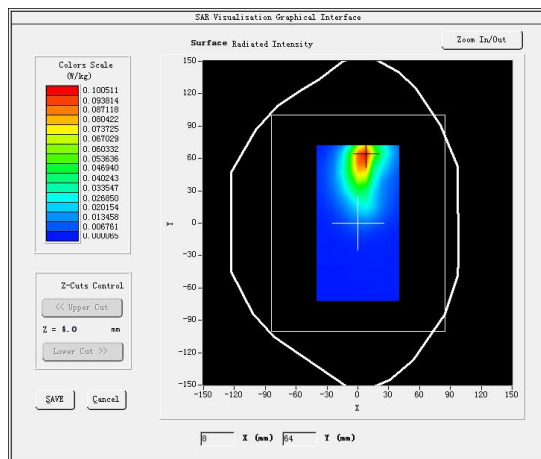 SAR Visualization Graphical Interface
Surface Radiated Intensity
Zoom In/Out
Colors Scale
(W/kg)
0.100511
0.093814
0.087118
0.080422
0.073725
0.067029
0.060332
0.053636
0.046940
0.040243
0.033547
0.026850
0.020154
0.013458
0.006761
0.000065
Z-Cuts Control
<< Upper Cut
Z = 4.0 mm
Lower Cut >>
SAVE
Cancel
150
120
90
60
30
0
-30
-60
-90
-120
-150
Y
-150 -120 -90 -60 -30 0 30 60 90 120 150
X
8 X (mm) 64 Y (mm)